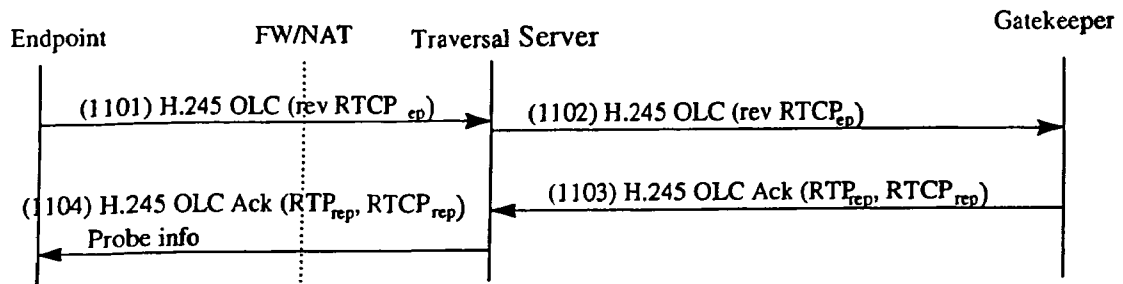 Endpoint
FW/NAT
Traversal Server
Gatekeeper
(1101) H.245 OLC (rev RTCP ep)
(1102) H.245 OLC (rev RTCPep)
(1103) H.245 OLC Ack (RTPrep, RTCPrep)
(1104) H.245 OLC Ack (RTPrep, RTCPrep)
Probe info